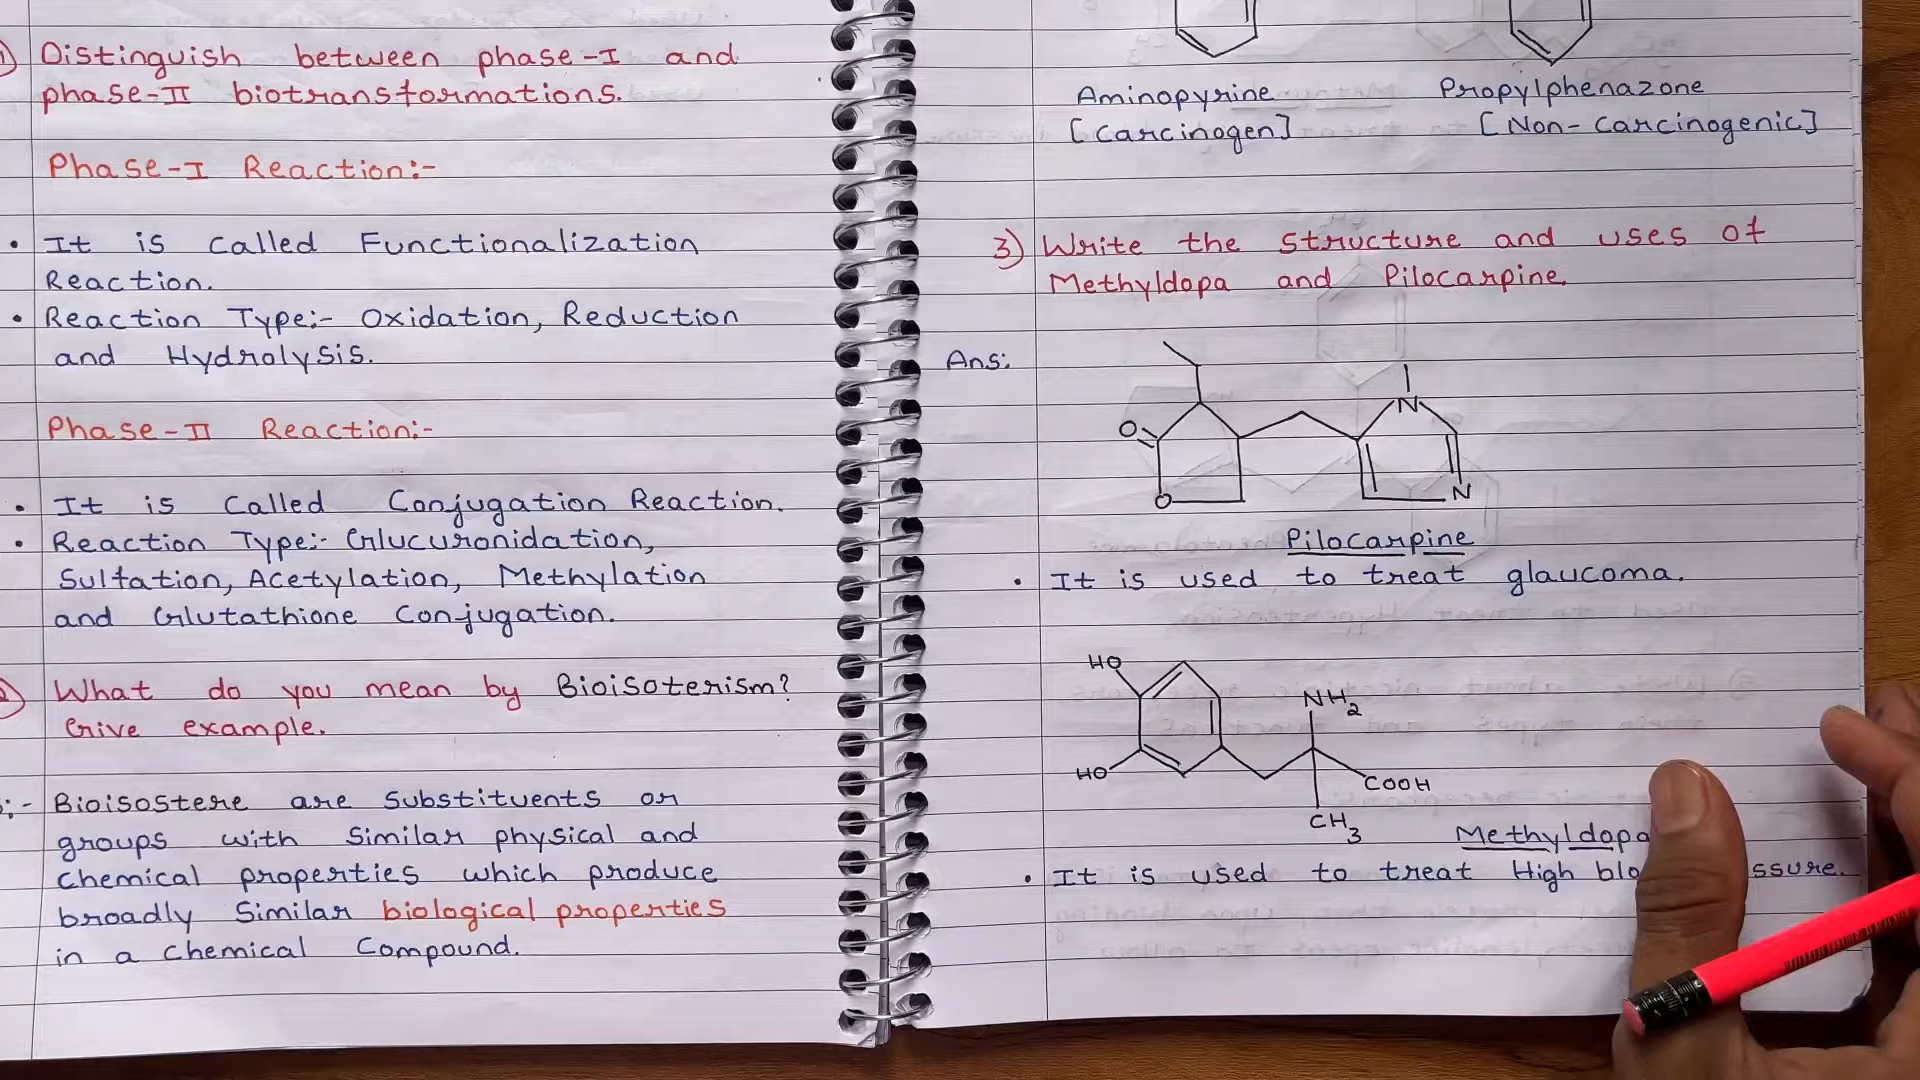 Distinguish between phase-I and
phase-II biotransformations.
Phase-I Reaction:-
• It is called Functionalization
Reaction.
• Reaction Type:- Oxidation, Reduction
and Hydrolysis.
Phase-II Reaction:-
• It is called Conjugation Reaction.
• Reaction Type:- Glucuronidation,
Sulfation, Acetylation, Methylation
and Glutathione Conjugation.
What do you mean by Bioisoterism?
Give example.
:- Bioisostere are substituents or
groups with similar physical and
chemical properties which produce
broadly similar biological properties
in a chemical compound.
Aminopyrine Propylphenazone
[Carcinogen] [Non-carcinogenic]
3) Write the structure and uses of
Methyldopa and Pilocarpine.
Ans:
N
O
N
O
Pilocarpine
• It is used to treat glaucoma.
HO
NH2
HO
COOH
CH3
Methyldopa
• It is used to treat High blo ssure.